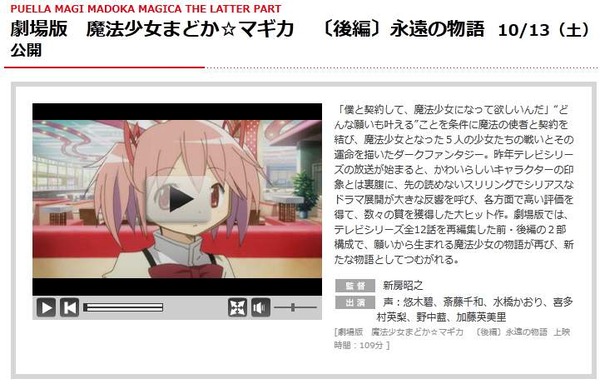 PUELLA MAGI MADOKA MAGICA THE LATTER PART
劇場版　魔法少女まどか☆マギカ　〔後編〕永遠の物語　10/13（土）
公開
「僕と契約して、魔法少女になって欲しいんだ」“ど
んな願いも叶える”ことを条件に魔法の使者と契約を
結び、魔法少女となった５人の少女たちの戦いとその
運命を描いたダークファンタジー。昨年テレビシリーズ
の放送が始まると、かわいらしいキャラクターの印
象とは裏腹に、先の読めないスリリングでシリアスな
ドラマ展開が大きな反響を呼び、各方面で高い評価を
得て、数々の賞を獲得した大ヒット作。劇場版では、
テレビシリーズ全12話を再編集した前・後編の２部
構成で、願いから生まれる魔法少女の物語が再び、新
たな物語としてつむがれる。
監督　新房昭之
出演　声：悠木碧、斎藤千和、水橋かおり、喜多
村英梨、野中藍、加藤英美里
[劇場版　魔法少女まどか☆マギカ　〔後編〕永遠の物語 上映
時間：109分 ]